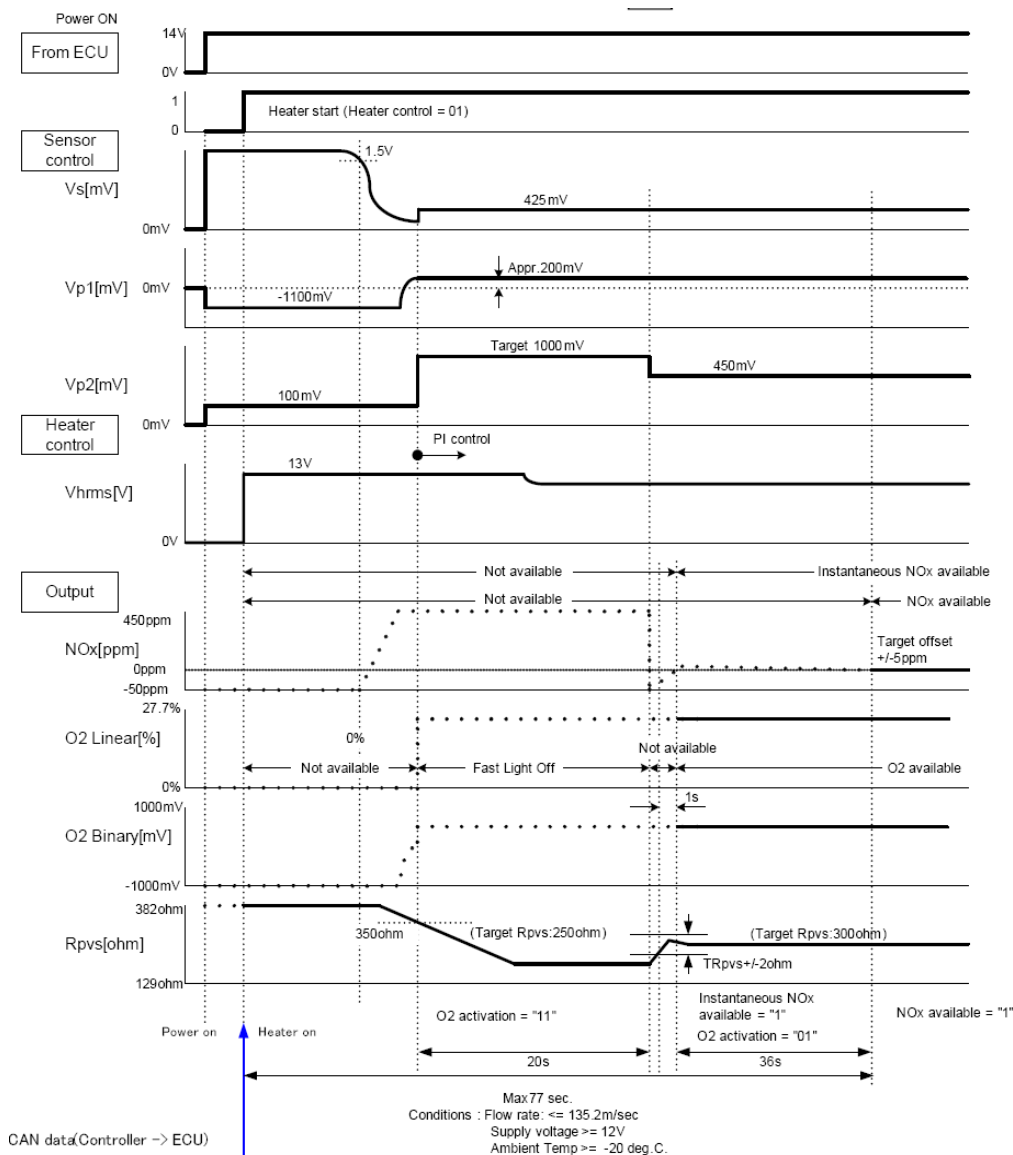 Power ON
14V
From ECU
0V
1
Heater start (Heater control = 01)
0
Sensor
control
1.5V
Vs[mV]
425mV
0mV
Appr.200mV
Vp1[mV]
0mV
-1100mV
Target 1000mV
Vp2[mV]
450mV
100mV
Heater
control
0mV
PI control
13V
Vhrms[V]
0V
Not available
Instantaneous NOx available
Output
Not available
NOx available
450ppm
NOx[ppm]
Target offset
+/-5ppm
0ppm
-50ppm
27.7%
O2 Linear[%]
0%
Not available
Not available
Fast Light Off
O2 available
0%
1s
1000mV
O2 Binary[mV]
-1000mV
382ohm
Rpvs[ohm]
350ohm
(Target Rpvs:250ohm)
(Target Rpvs:300ohm)
TRpvs+/-2ohm
129ohm
Power on
Heater on
O2 activation = "11"
Instantaneous NOx
available = "1"
O2 activation = "01"
NOx available = "1"
20s
36s
Max77 sec.
Conditions : Flow rate: <= 135.2m/sec
Supply voltage >= 12V
Ambient Temp >= -20 deg.C.
CAN data(Controller -> ECU)